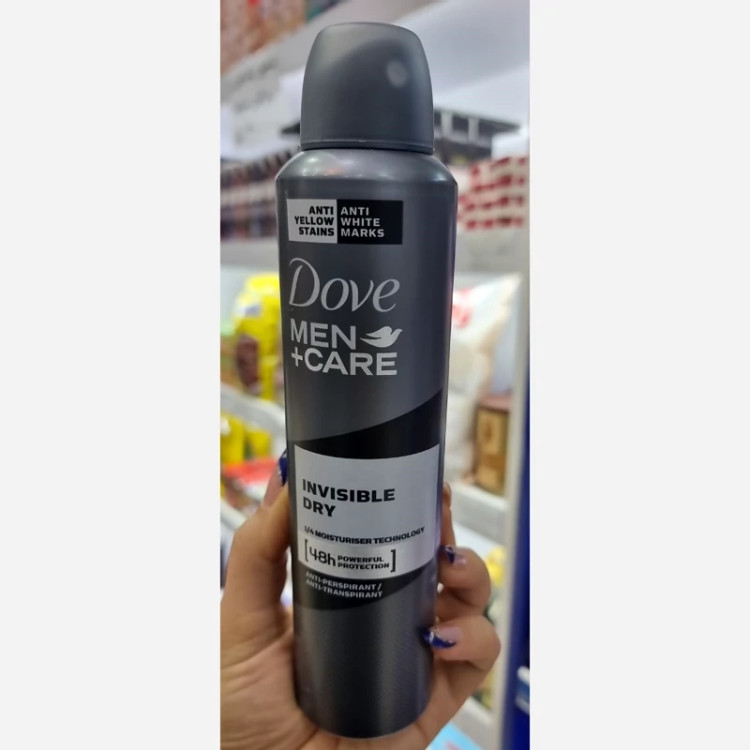 ANTI YELLOW STAINS
ANTI WHITE MARKS
Dove
MEN
+CARE
INVISIBLE
DRY
1/4 MOISTURISER TECHNOLOGY
[48h POWERFUL PROTECTION]
ANTI-PERSPIRANT /
ANTI-TRANSPIRANT